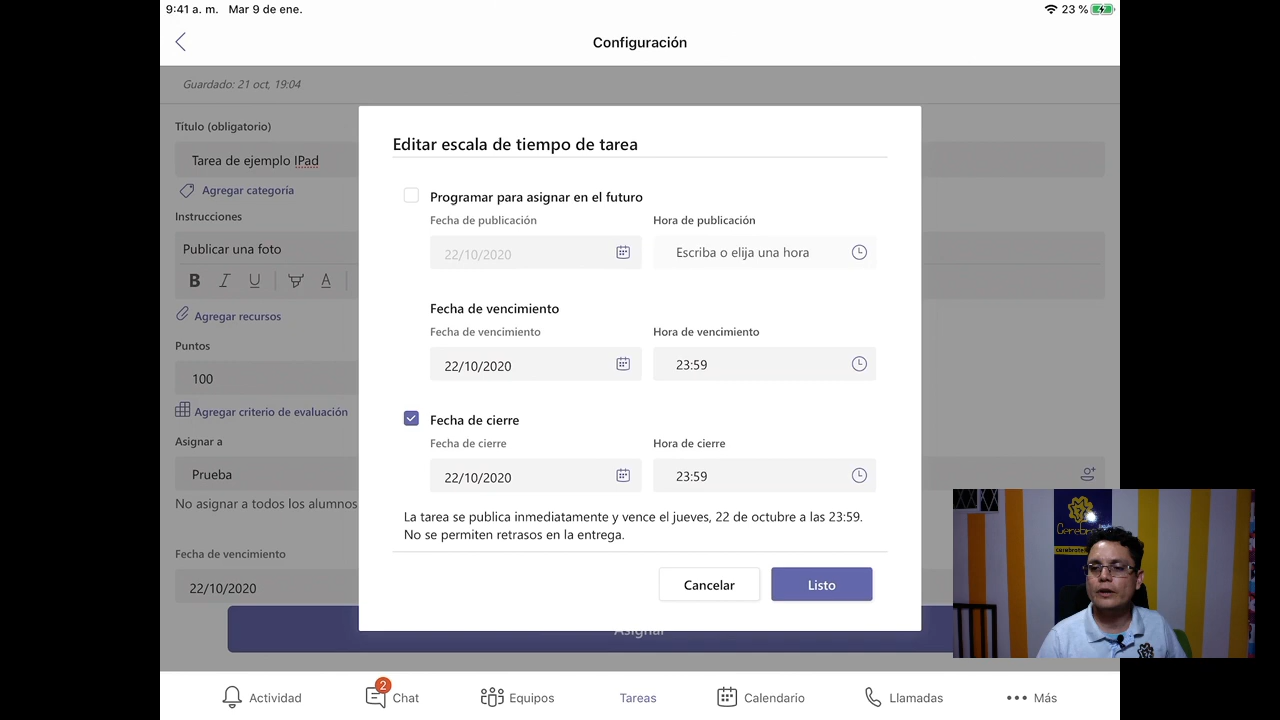 9:41 a. m. Mar 9 de ene. 23 %
Configuración
Guardado: 21 oct, 19:04
Título (obligatorio)
Tarea de ejemplo IPad
Agregar categoría
Instrucciones
Publicar una foto
B I U A
Agregar recursos
Puntos
100
Agregar criterio de evaluación
Asignar a
Prueba
No asignar a todos los alumnos
Fecha de vencimiento
22/10/2020
Asignar
Editar escala de tiempo de tarea
Programar para asignar en el futuro
Fecha de publicación Hora de publicación
22/10/2020 Escriba o elija una hora
Fecha de vencimiento
Fecha de vencimiento Hora de vencimiento
22/10/2020 23:59
Fecha de cierre
Fecha de cierre Hora de cierre
22/10/2020 23:59
La tarea se publica inmediatamente y vence el jueves, 22 de octubre a las 23:59.
No se permiten retrasos en la entrega.
Cancelar Listo
2
Actividad Chat Equipos Tareas Calendario Llamadas Más